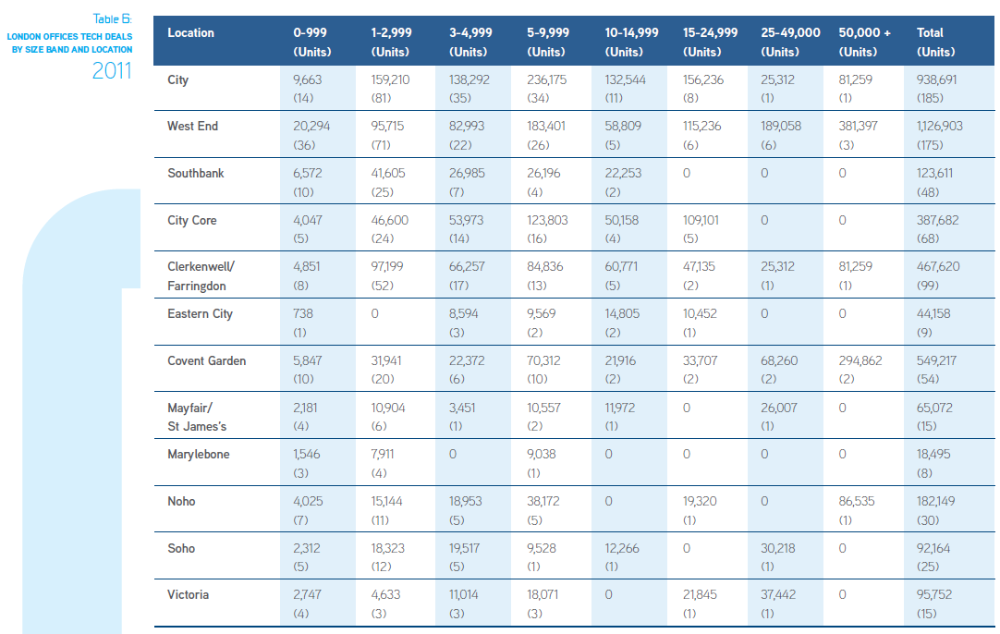 Table 6:
LONDON OFFICES TECH DEALS
BY SIZE BAND AND LOCATION
2011
Location 0-999 1-2,999 3-4,999 5-9,999 10-14,999 15-24,999 25-49,000 50,000 + Total
(Units) (Units) (Units) (Units) (Units) (Units) (Units) (Units) (Units)
City 9,663 159,210 138,292 236,175 132,544 156,236 25,312 81,259 938,691
(14) (81) (35) (34) (11) (8) (1) (1) (185)
West End 20,294 95,715 82,993 183,401 58,809 115,236 189,058 381,397 1,126,903
(36) (71) (22) (26) (5) (6) (6) (3) (175)
Southbank 6,572 41,605 26,985 26,196 22,253 0 0 0 123,611
(10) (25) (7) (4) (2) (48)
City Core 4,047 46,600 53,973 123,803 50,158 109,101 0 0 387,682
(5) (24) (14) (16) (4) (5) (68)
Clerkenwell/ 4,851 97,199 66,257 84,836 60,771 47,135 25,312 81,259 467,620
Farringdon (8) (52) (17) (13) (5) (2) (1) (1) (99)
Eastern City 738 0 8,594 9,569 14,805 10,452 0 0 44,158
(1) (3) (2) (2) (1) (9)
Covent Garden 5,847 31,941 22,372 70,312 21,916 33,707 68,260 294,862 549,217
(10) (20) (6) (10) (2) (2) (2) (2) (54)
Mayfair/ 2,181 10,904 3,451 10,557 11,972 0 26,007 0 65,072
St James's (4) (6) (1) (2) (1) (1) (15)
Marylebone 1,546 7,911 0 9,038 0 0 0 0 18,495
(3) (4) (1) (8)
Noho 4,025 15,144 18,953 38,172 0 19,320 0 86,535 182,149
(7) (11) (5) (5) (1) (1) (30)
Soho 2,312 18,323 19,517 9,528 12,266 0 30,218 0 92,164
(5) (12) (5) (1) (1) (1) (25)
Victoria 2,747 4,633 11,014 18,071 0 21,845 37,442 0 95,752
(4) (3) (3) (3) (1) (1) (15)